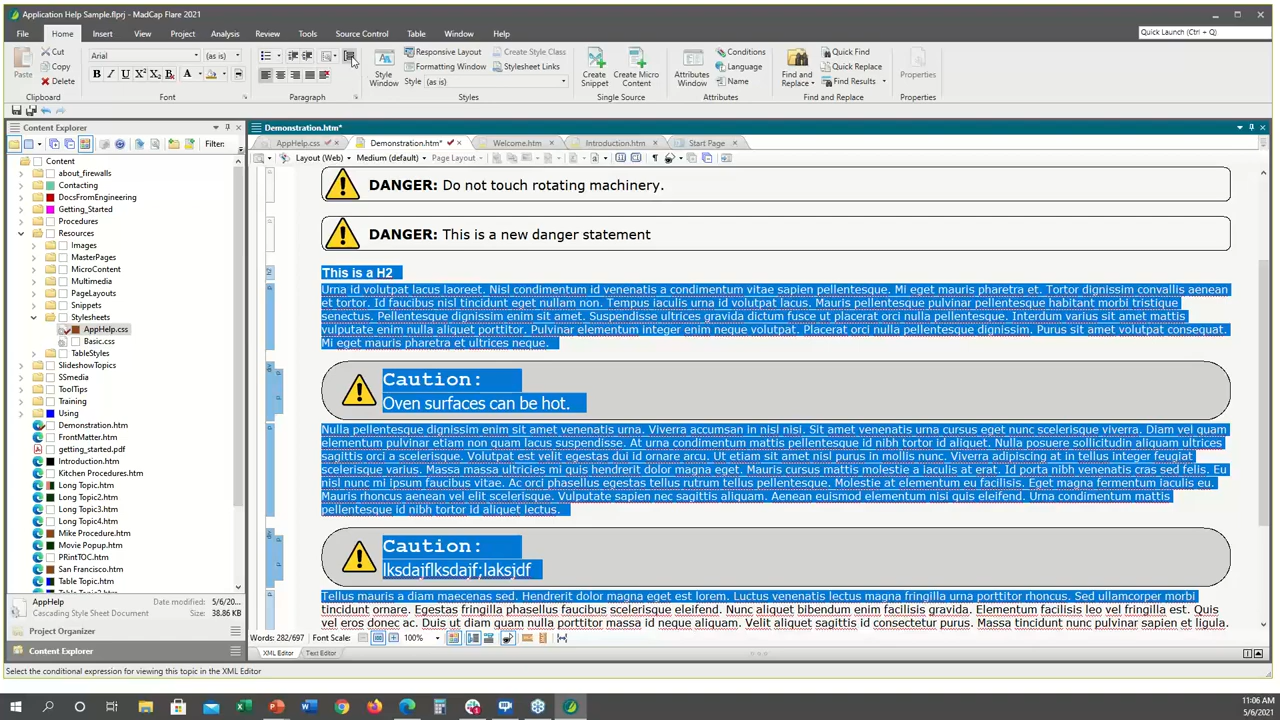 Application Help Sample.flprj - MadCap Flare 2021
File Home Insert View Project Analysis Review Tools Source Control Table Window Help
Quick Launch (Ctrl + Q)
Paste
Cut
Copy
Delete
Clipboard
Arial (as is)
B I U X₂ X² B A
Font
Paragraph
Style Window
Responsive Layout
Formatting Window
Style (as is)
Create Style Class
Stylesheet Links
Styles
Create Snippet
Create Micro Content
Single Source
Attributes Window
Conditions
Language
Name
Attributes
Find and Replace
Quick Find
Quick Replace
Find Results
Find and Replace
Properties
Properties
Content Explorer
Filter:
Content
about_firewalls
Contacting
DocsFromEngineering
Getting_Started
Procedures
Resources
Images
MasterPages
MicroContent
Multimedia
PageLayouts
Snippets
Stylesheets
AppHelp.css
Basic.css
TableStyles
SlideshowTopics
SSmedia
ToolTips
Training
Using
Demonstration.htm
FrontMatter.htm
getting_started.pdf
Introduction.htm
Kitchen Procedures.htm
Long Topic.htm
Long Topic2.htm
Long Topic3.htm
Long Topic4.htm
Mike Procedure.htm
Movie Popup.htm
PRintTOC.htm
San Francisco.htm
Table Topic.htm
AppHelp
Cascading Style Sheet Document
Date modified: 5/6/20...
Size: 38.86 KB
Project Organizer
Content Explorer
Demonstration.htm*
AppHelp.css Demonstration.htm* Welcome.htm Introduction.htm Start Page
Layout (Web) Medium (default) Page Layout
DANGER: Do not touch rotating machinery.
DANGER: This is a new danger statement
This is a H2
Urna id volutpat lacus laoreet. Nisl condimentum id venenatis a condimentum vitae sapien pellentesque. Mi eget mauris pharetra et. Tortor dignissim convallis aenean
et tortor. Id faucibus nisl tincidunt eget nullam non. Tempus iaculis urna id volutpat lacus. Mauris pellentesque pulvinar pellentesque habitant morbi tristique
senectus. Pellentesque dignissim enim sit amet. Suspendisse ultrices gravida dictum fusce ut placerat orci nulla pellentesque. Interdum varius sit amet mattis
vulputate enim nulla aliquet porttitor. Pulvinar elementum integer enim neque volutpat. Placerat orci nulla pellentesque dignissim. Purus sit amet volutpat consequat.
Mi eget mauris pharetra et ultrices neque.
Caution:
Oven surfaces can be hot.
Nulla pellentesque dignissim enim sit amet venenatis urna. Viverra accumsan in nisl nisi. Sit amet venenatis urna cursus eget nunc scelerisque viverra. Diam vel quam
elementum pulvinar etiam non quam lacus suspendisse. At urna condimentum mattis pellentesque id nibh tortor id aliquet. Nulla posuere sollicitudin aliquam ultrices
sagittis orci a scelerisque. Volutpat est velit egestas dui id ornare arcu. Ut etiam sit amet nisl purus in mollis nunc. Viverra adipiscing at in tellus integer feugiat
scelerisque varius. Massa massa ultricies mi quis hendrerit dolor magna eget. Mauris cursus mattis molestie a iaculis at erat. Id porta nibh venenatis cras sed felis. Eu
nisl nunc mi ipsum faucibus vitae. Ac orci phasellus egestas tellus rutrum tellus pellentesque. Molestie at elementum eu facilisis. Eget magna fermentum iaculis eu.
Mauris rhoncus aenean vel elit scelerisque. Vulputate sapien nec sagittis aliquam. Aenean euismod elementum nisi quis eleifend. Urna condimentum mattis
pellentesque id nibh tortor id aliquet lectus.
Caution:
lksdajflksdajf;laksjdf
Tellus mauris a diam maecenas sed. Hendrerit dolor magna eget est lorem. Luctus venenatis lectus magna fringilla urna porttitor rhoncus. Sed ullamcorper morbi
tincidunt ornare. Egestas fringilla phasellus faucibus scelerisque eleifend. Nunc aliquet bibendum enim facilisis gravida. Elementum facilisis leo vel fringilla est. Quis
vel eros donec ac. Duis ut diam quam nulla porttitor massa id neque aliquam. Velit aliquet sagittis id consectetur purus. Massa tincidunt dui ut ornare lectus sit amet est
Words: 282/697 Font Scale: 100%
XML Editor Text Editor
Select the conditional expression for viewing this topic in the XML Editor
11:06 AM
5/6/2021